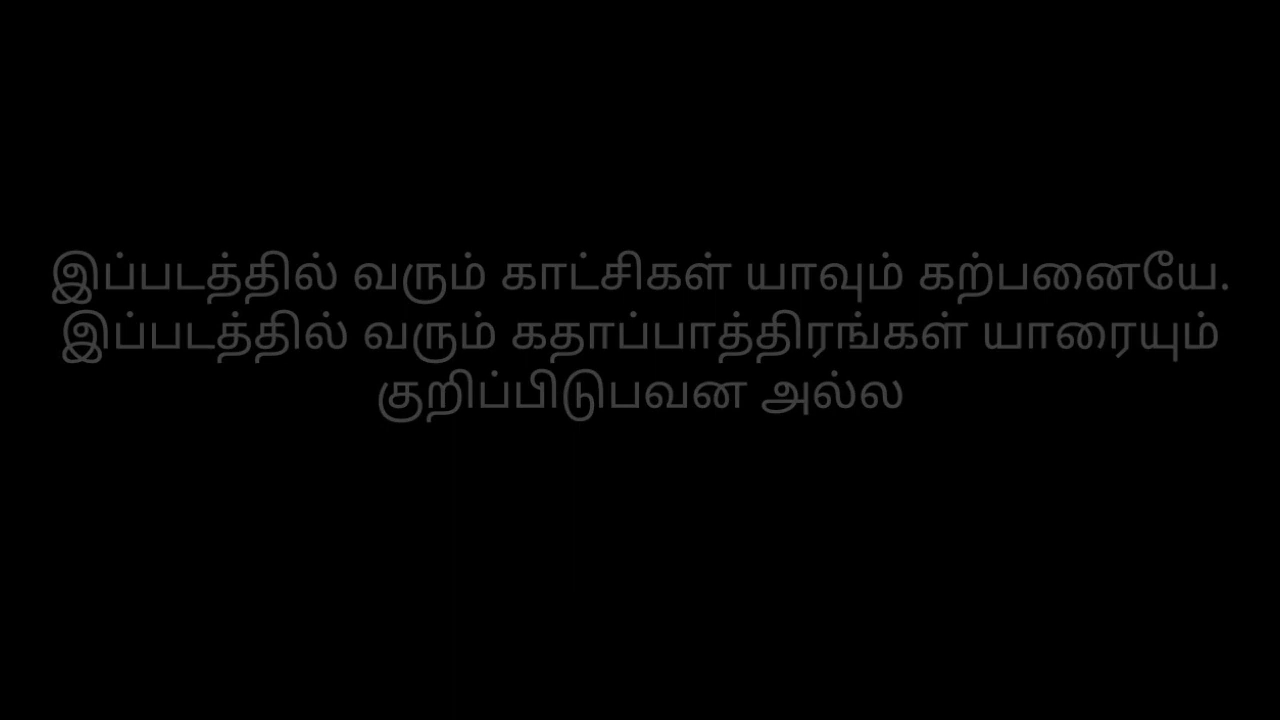 இப்படத்தில் வரும் காட்சிகள் யாவும் கற்பனையே.
இப்படத்தில் வரும் கதாப்பாத்திரங்கள் யாரையும்
குறிப்பிடுபவன அல்ல